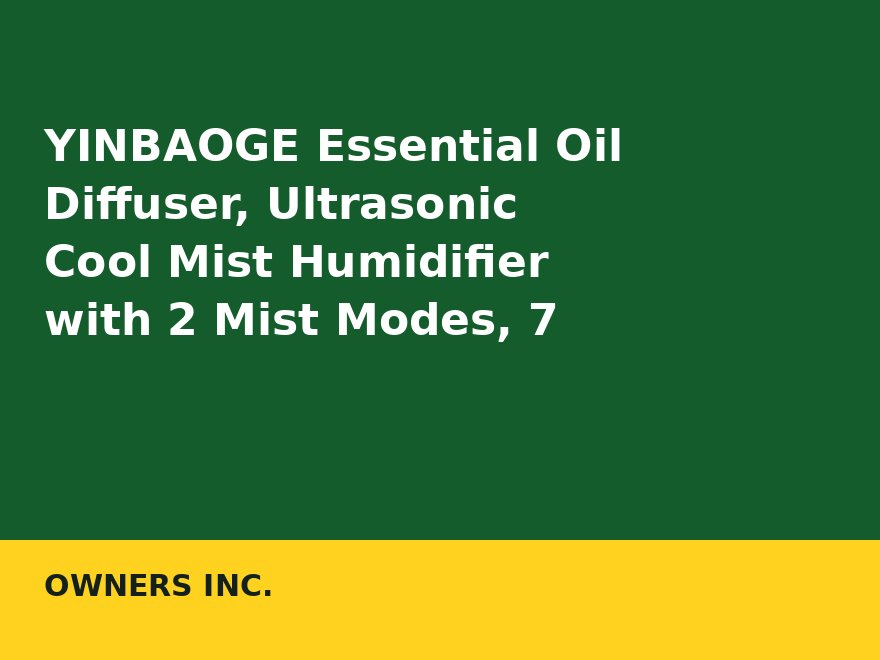 YINBAOGE Essential Oil
Diffuser, Ultrasonic
Cool Mist Humidifier
with 2 Mist Modes, 7
OWNERS INC.